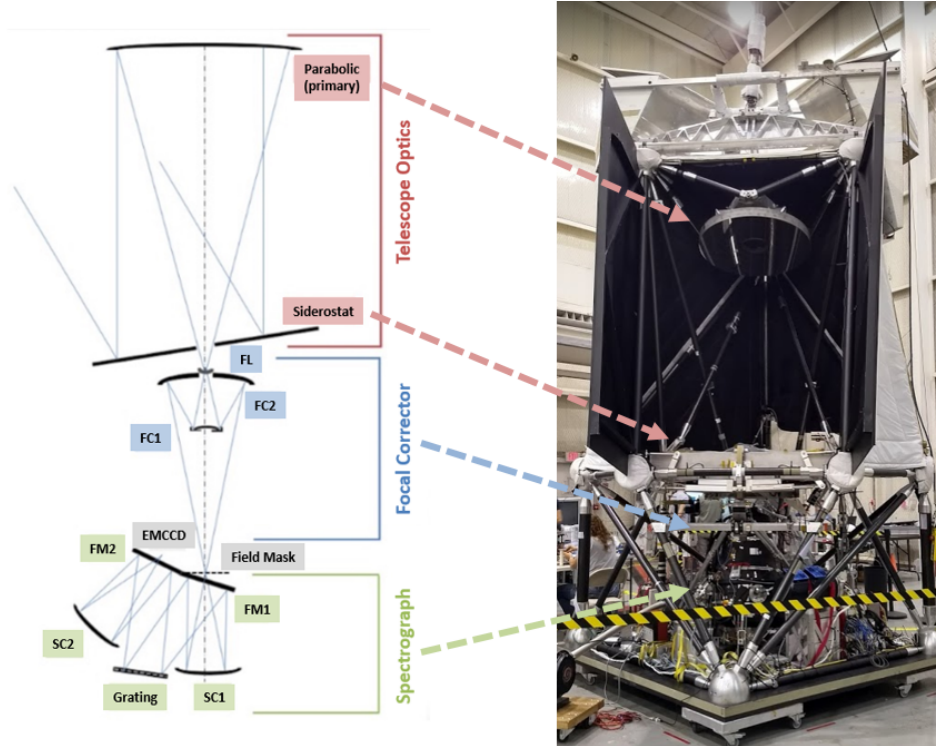 Parabolic
(primary)
Telescope Optics
Siderostat
FL
FC2
FC1
Focal Corrector
EMCCD
FM2
Field Mask
FM1
SC2
Spectrograph
Grating
SC1